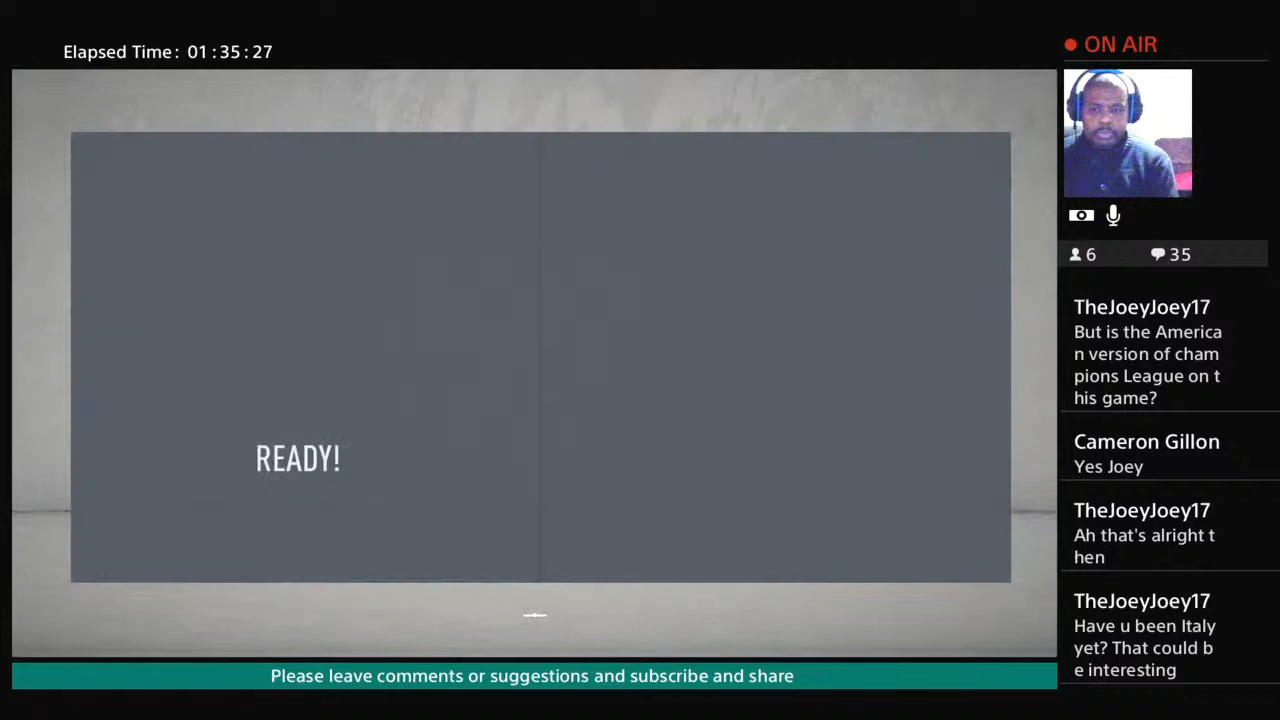 Elapsed Time: 01:35:27
ON AIR
6 35
TheJoeyJoey17
But is the America
n version of cham
pions League on t
his game?
Cameron Gillon
Yes Joey
TheJoeyJoey17
Ah that's alright t
hen
TheJoeyJoey17
Have u been Italy
yet? That could b
e interesting
READY!
Please leave comments or suggestions and subscribe and share